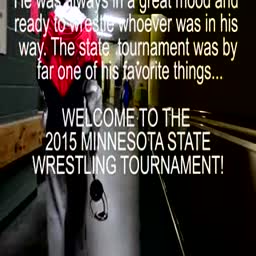 He was always in a great mood and
ready to wrestle whoever was in his
way. The state tournament was by
far one of his favorite things...
WELCOME TO THE
2015 MINNESOTA STATE
WRESTLING TOURNAMENT!